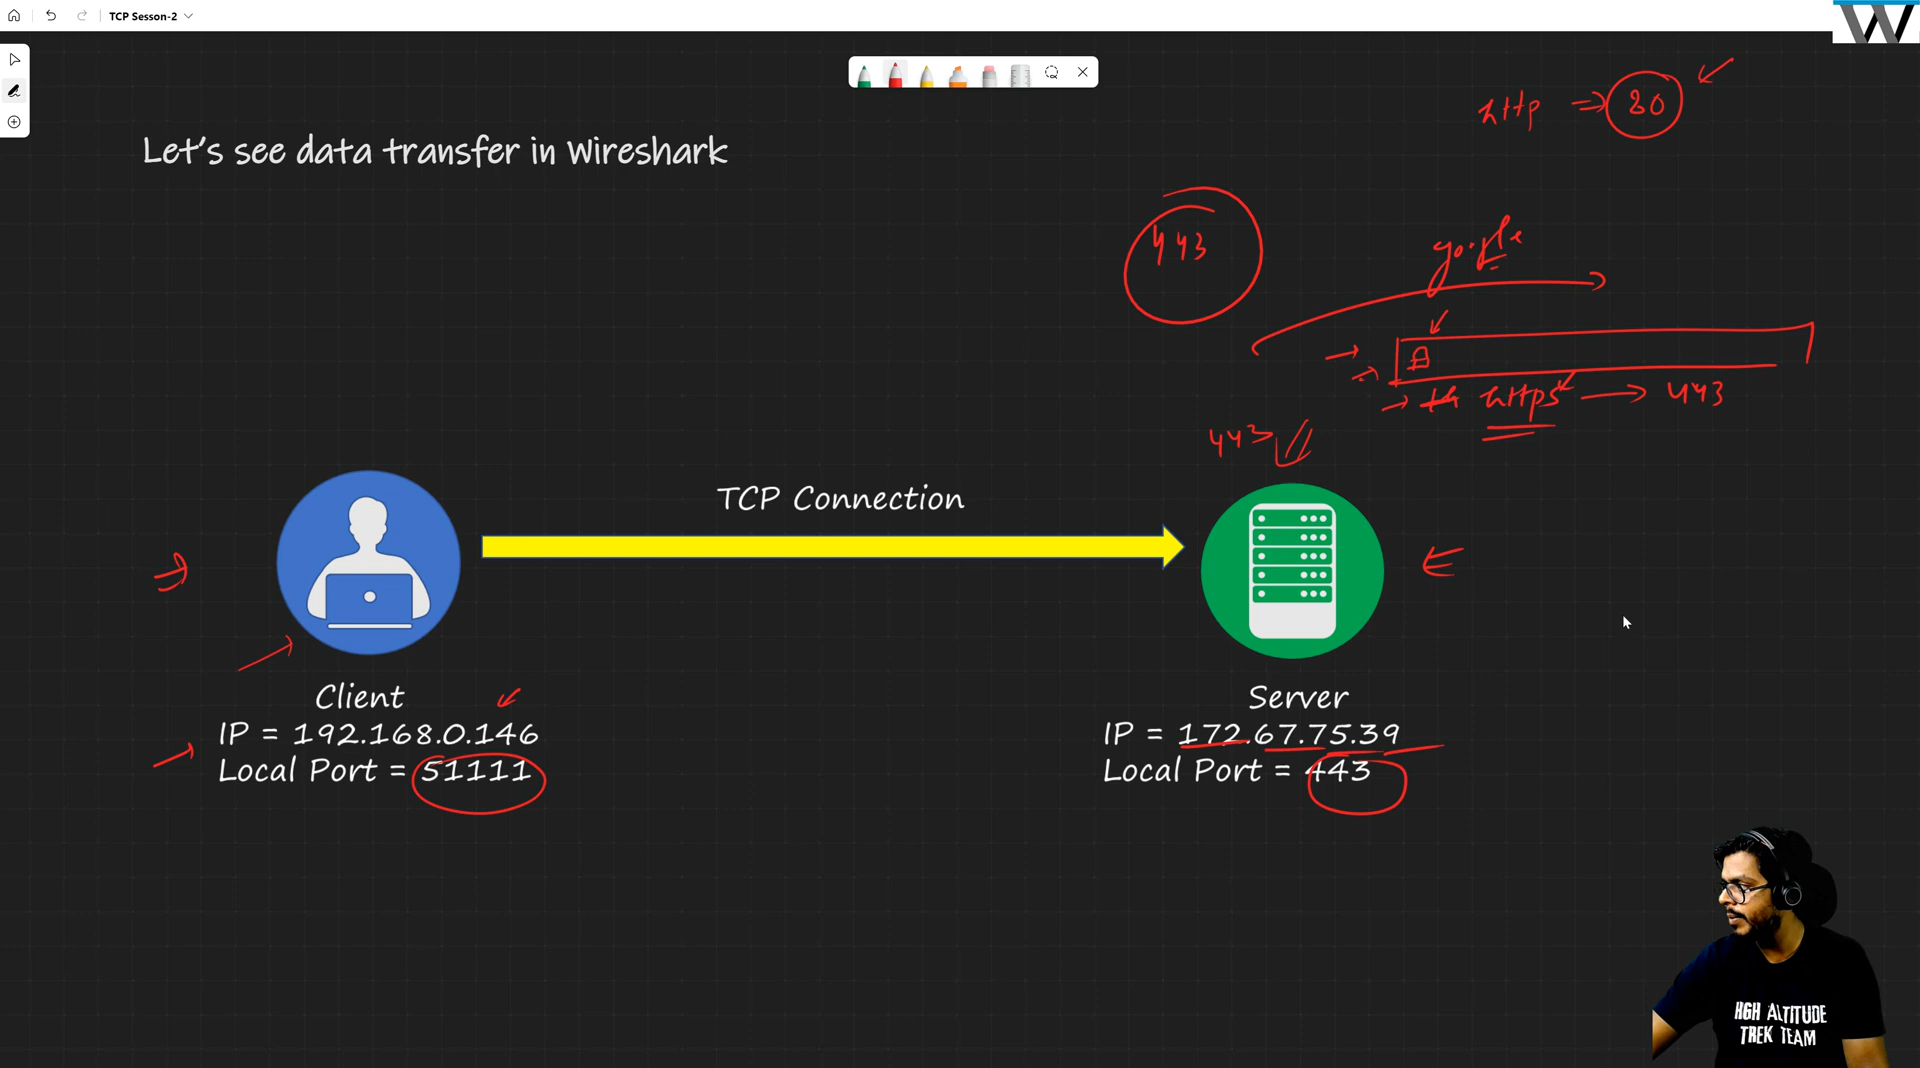 TCP Sesson-2
W
http ⇒ 80
Let's see data transfer in Wireshark
443
google
https → 443
443
TCP Connection
Client
IP = 192.168.0.146
Local Port = 51111
Server
IP = 172.67.75.39
Local Port = 443
HGH ALTITUDE
TREK TEAM